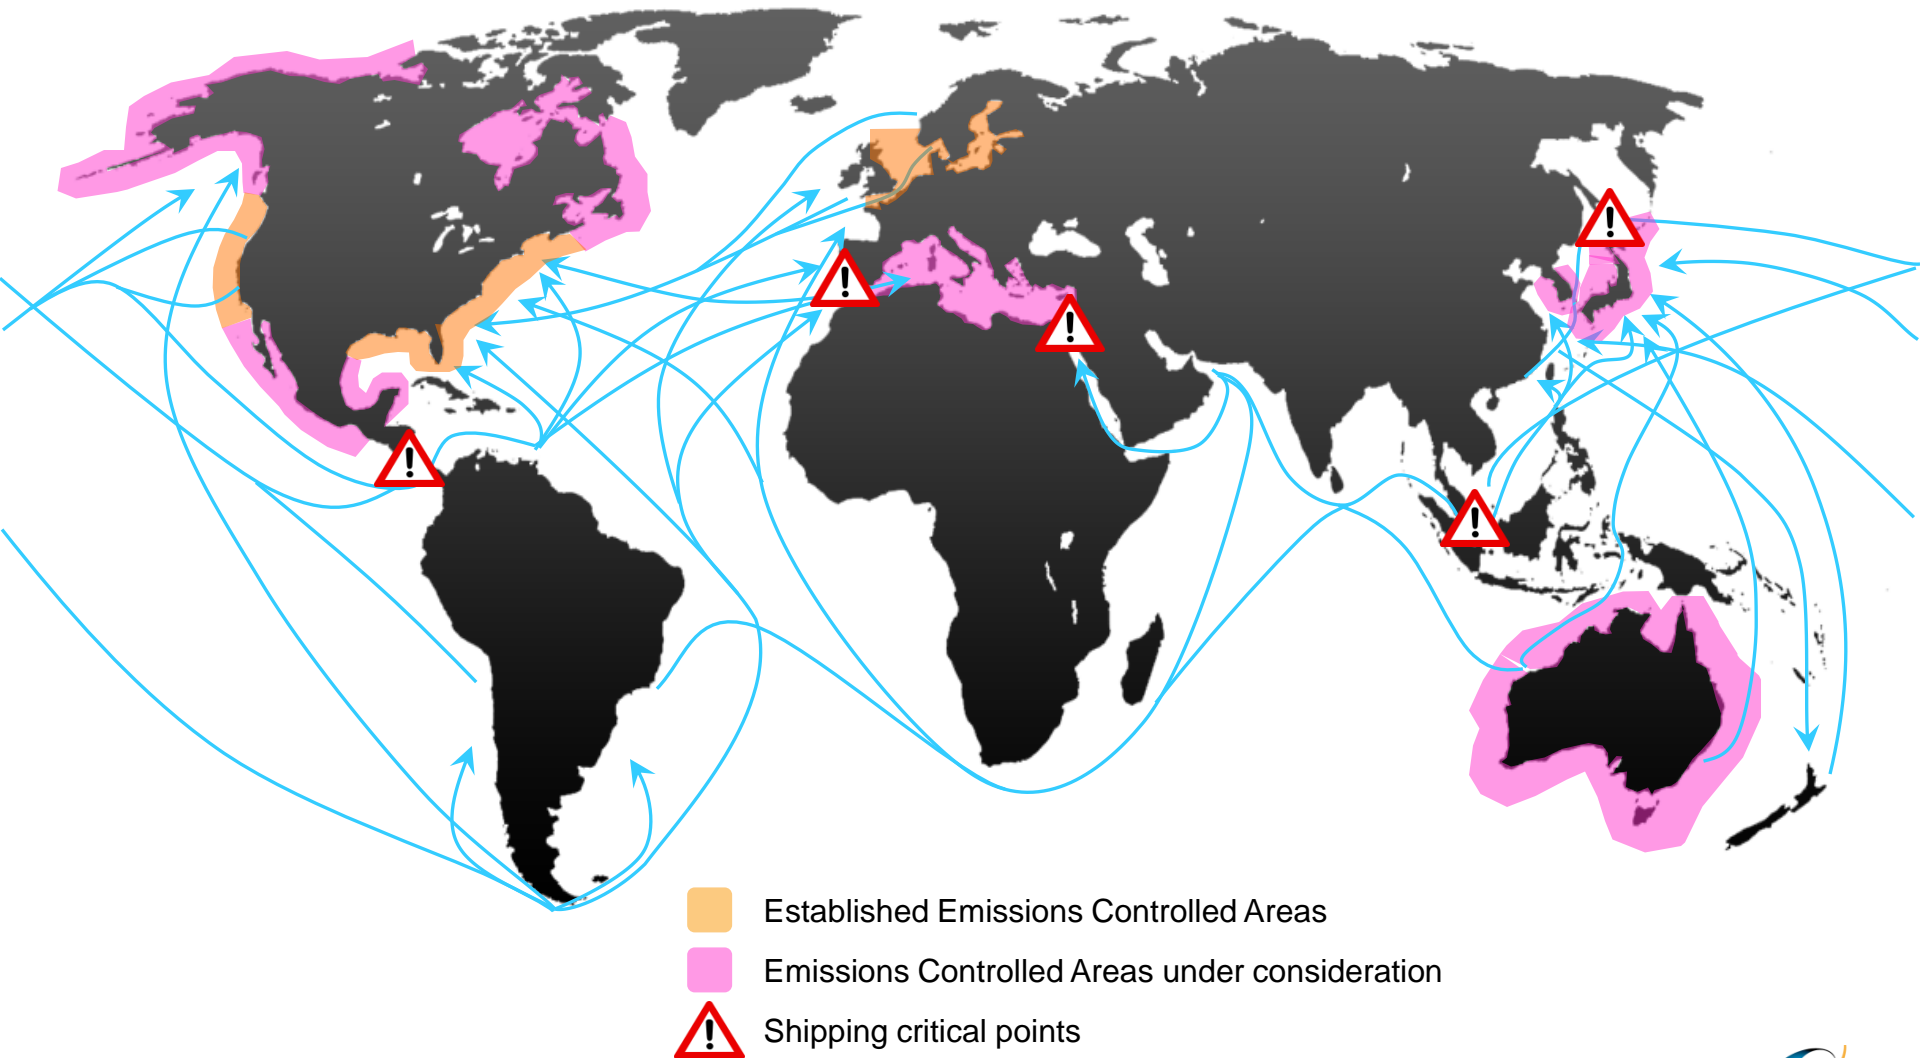 Established Emissions Controlled Areas
Emissions Controlled Areas under consideration
Shipping critical points